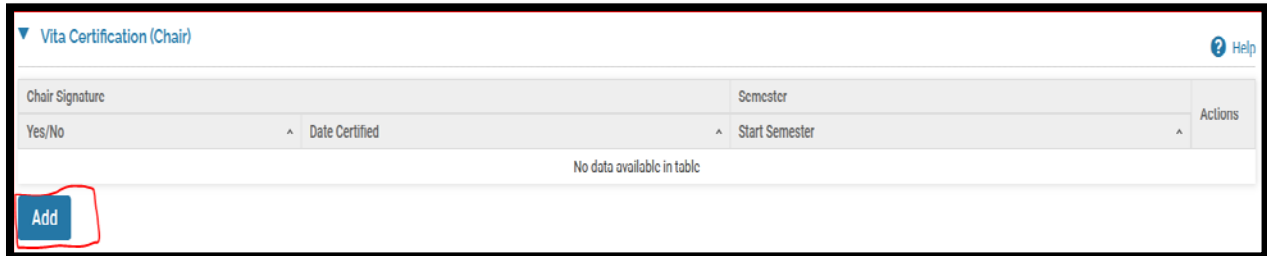 Vita Certification (Chair)
Help
Chair Signature
Semester
Actions
Yes/No
Date Certified
Start Semester
No data available in table
Add